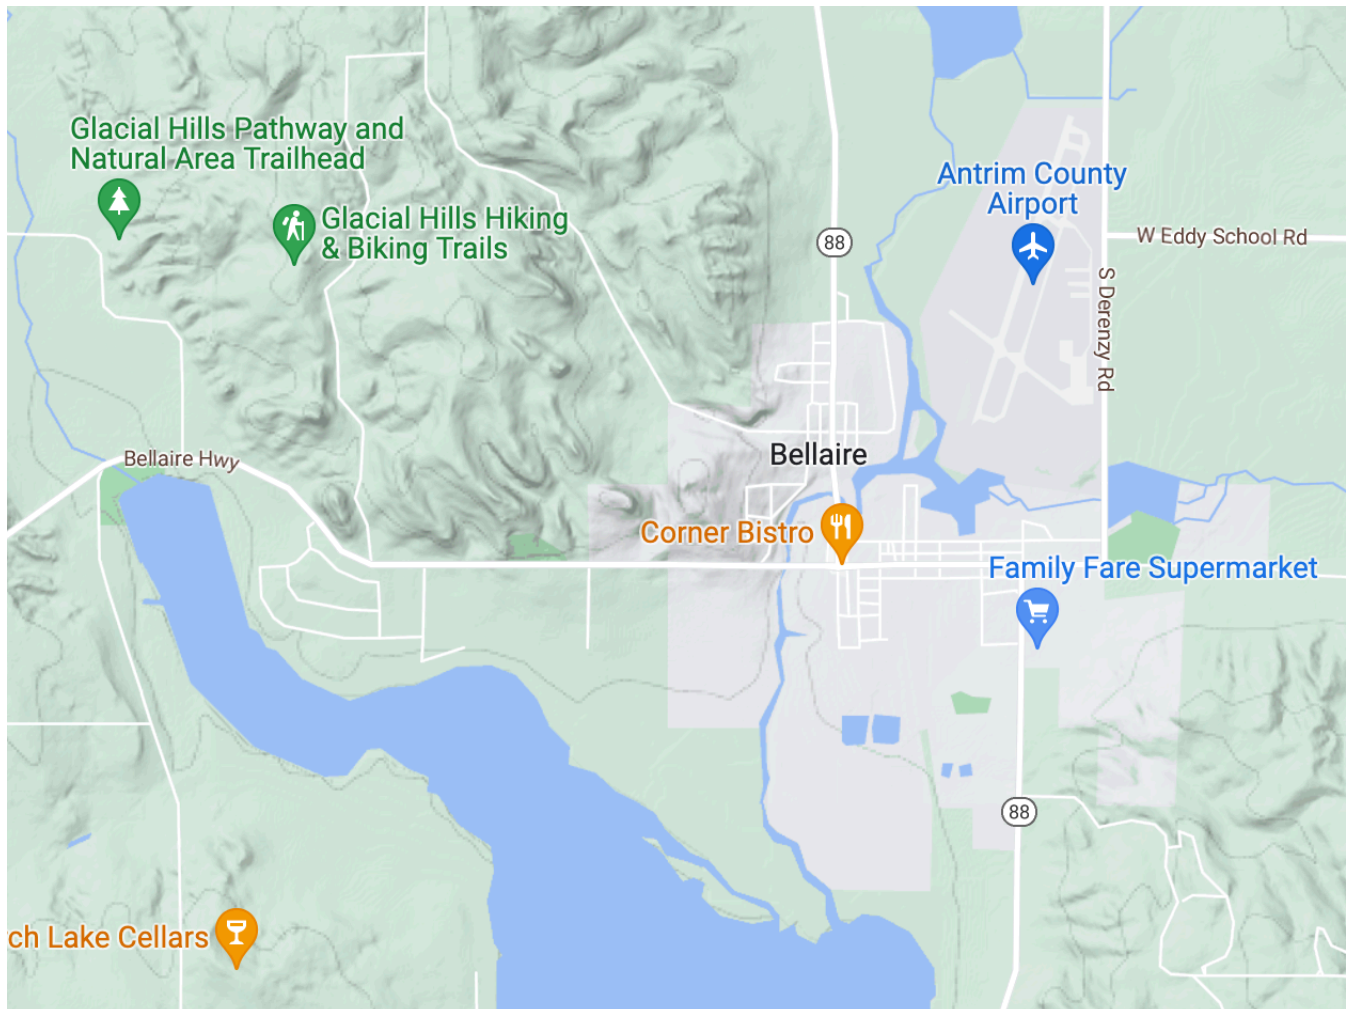 Glacial Hills Pathway and
Natural Area Trailhead
Glacial Hills Hiking
& Biking Trails
Antrim County
Airport
88
W Eddy School Rd
S Derenzy Rd
Bellaire Hwy
Bellaire
Corner Bistro
Family Fare Supermarket
88
ch Lake Cellars